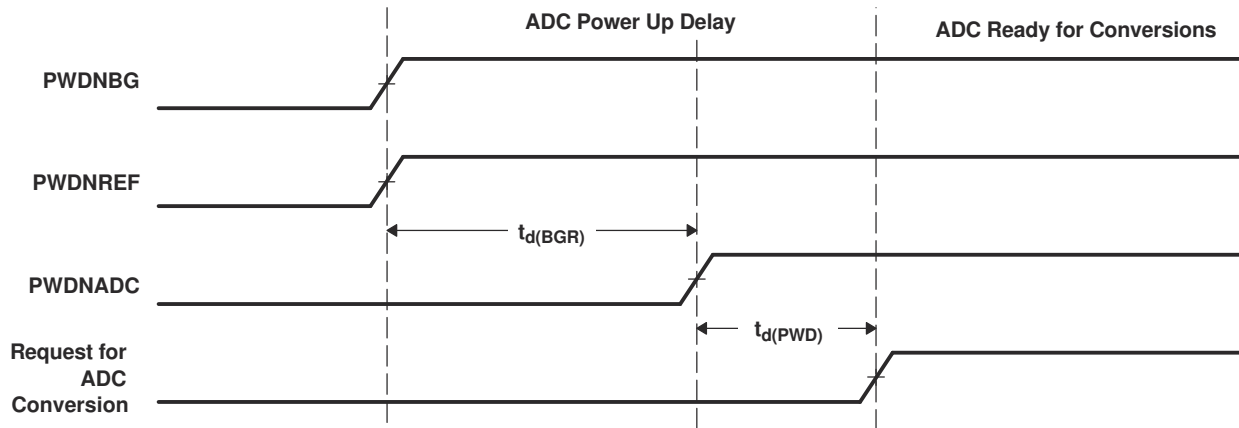 ADC Power Up Delay
ADC Ready for Conversions
PWDNBG
PWDNREF
td(BGR)
PWDNADC
td(PWD)
Request for
ADC
Conversion